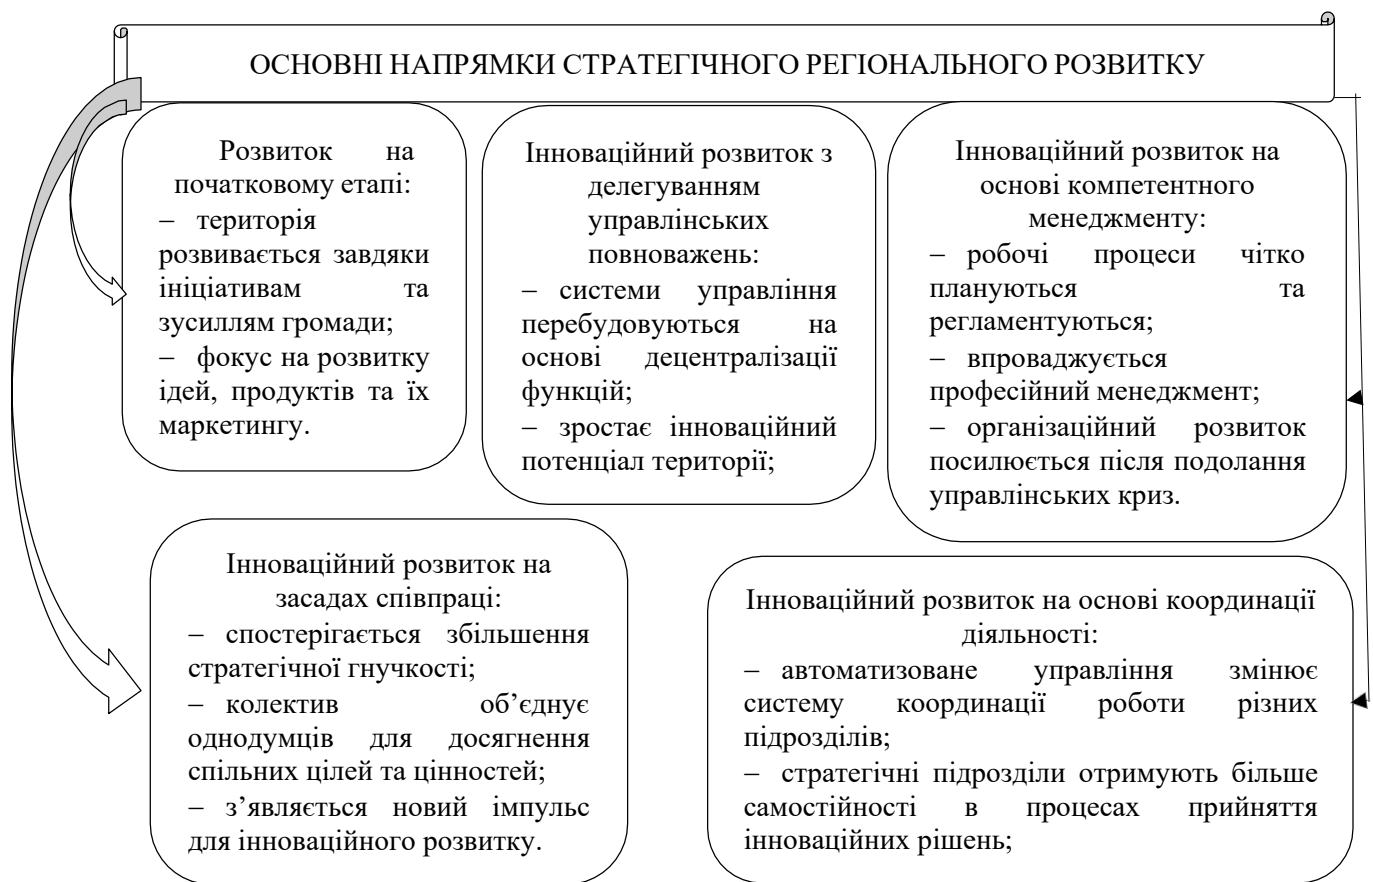 ОСНОВНІ НАПРЯМКИ СТРАТЕГІЧНОГО РЕГІОНАЛЬНОГО РОЗВИТКУ
Розвиток на
початковому етапі:
− територія
розвивається завдяки
ініціативам та
зусиллям громади;
− фокус на розвитку
ідей, продуктів та їх
маркетингу.
Інноваційний розвиток з
делегуванням
управлінських
повноважень:
− системи управління
перебудовуються на
основі децентралізації
функцій;
− зростає інноваційний
потенціал території;
Інноваційний розвиток на
основі компетентного
менеджменту:
− робочі процеси чітко
плануються та
регламентуються;
− впроваджується
професійний менеджмент;
− організаційний розвиток
посилюється після подолання
управлінських криз.
Інноваційний розвиток на
засадах співпраці:
− спостерігається збільшення
стратегічної гнучкості;
− колектив об’єднує
однодумців для досягнення
спільних цілей та цінностей;
− з’являється новий імпульс
для інноваційного розвитку.
Інноваційний розвиток на основі координації
діяльності:
− автоматизоване управління змінює
систему координації роботи різних
підрозділів;
− стратегічні підрозділи отримують більше
самостійності в процесах прийняття
інноваційних рішень;